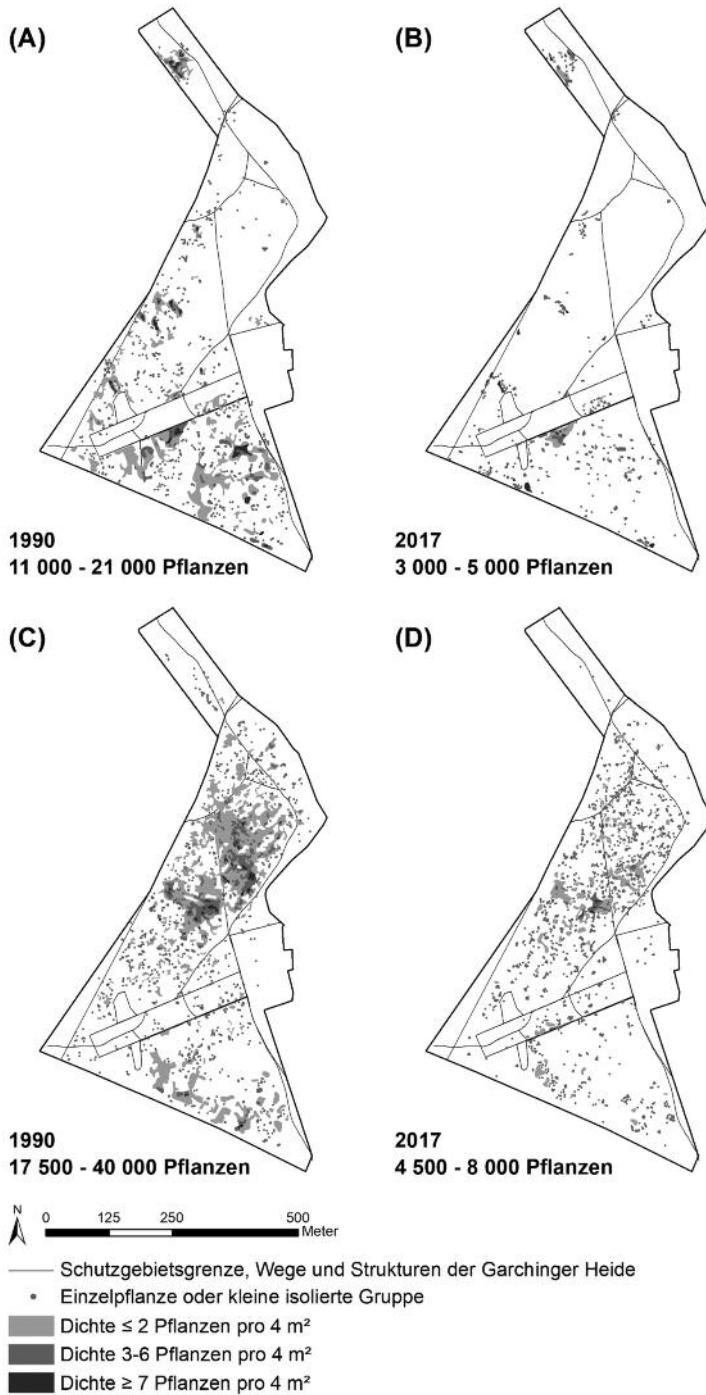 (A)
(B)
1990
11 000 - 21 000 Pflanzen
2017
3 000 - 5 000 Pflanzen
(C)
(D)
1990
17 500 - 40 000 Pflanzen
2017
4 500 - 8 000 Pflanzen
N
0 125 250 500
Meter
Schutzgebietsgrenze, Wege und Strukturen der Garchinger Heide
Einzelpflanze oder kleine isolierte Gruppe
Dichte ≤ 2 Pflanzen pro 4 m²
Dichte 3-6 Pflanzen pro 4 m²
Dichte ≥ 7 Pflanzen pro 4 m²